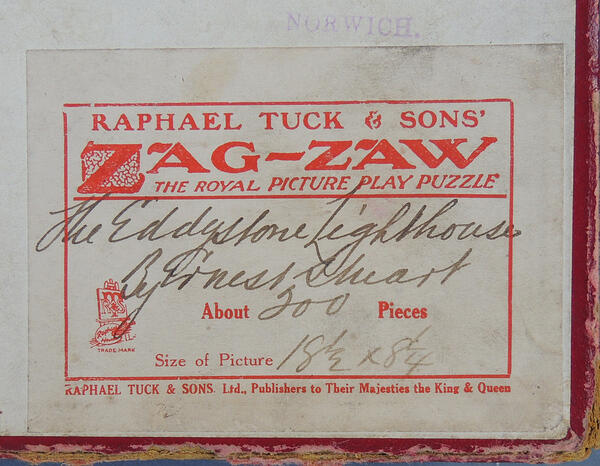 NORWICH.
RAPHAEL TUCK & SONS'
ZAG-ZAW
THE ROYAL PICTURE PLAY PUZZLE
The Eddystone Lighthouse
By Ernest Stuart
About 200 Pieces
TRADE MARK
Size of Picture 18½ x 8¼
RAPHAEL TUCK & SONS. Ltd., Publishers to Their Majesties the King & Queen